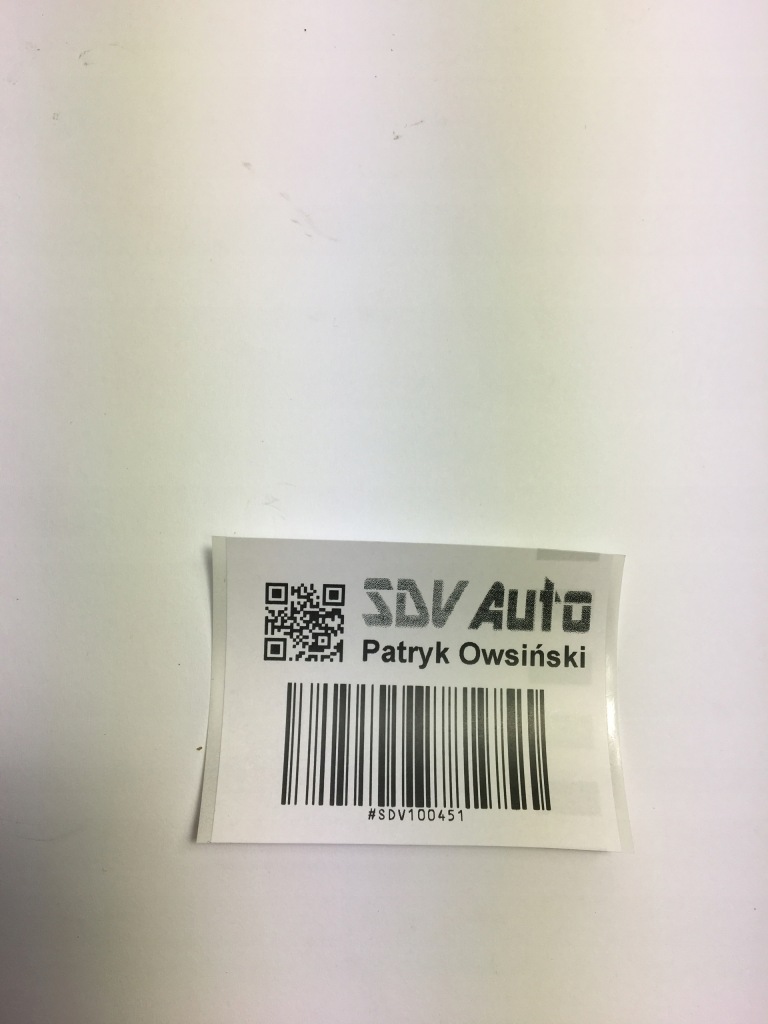 SDV Auto
Patryk Owsiński
#SDV100451